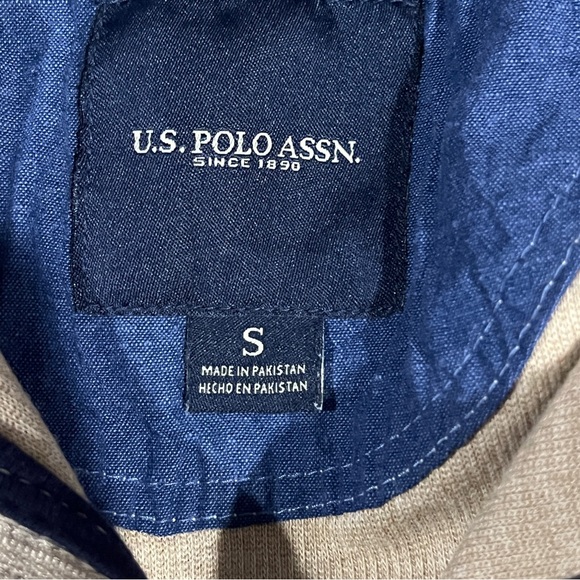 U.S. POLO ASSN.
SINCE 1890
S
MADE IN PAKISTAN
HECHO EN PAKISTAN